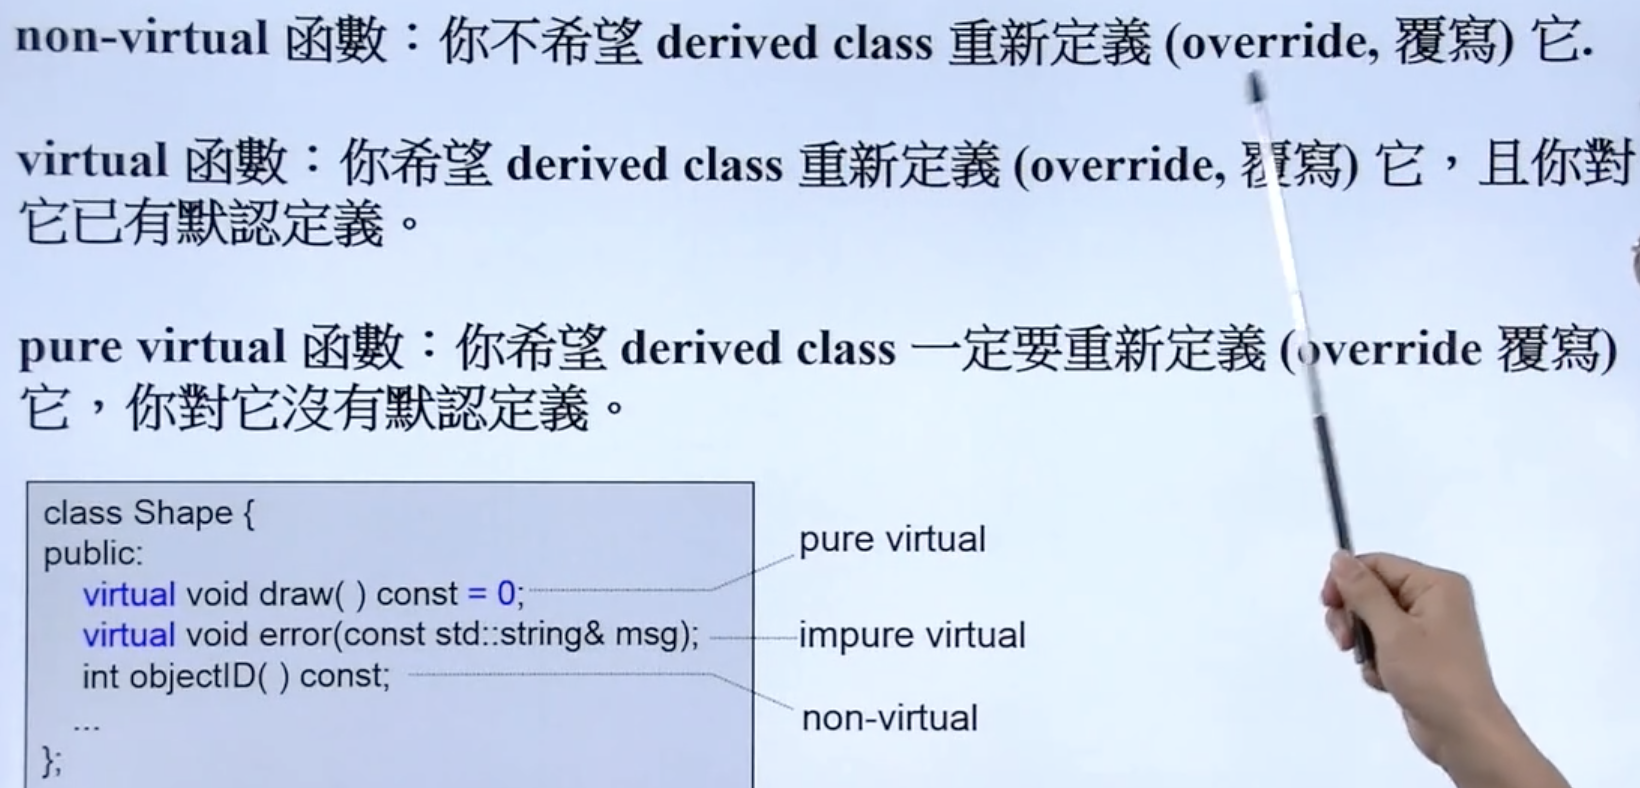 non-virtual 函數：你不希望 derived class 重新定義 (override, 覆寫) 它.
virtual 函數：你希望 derived class 重新定義 (override, 覆寫) 它，且你對
它已有默認定義。
pure virtual 函數：你希望 derived class 一定要重新定義 (override 覆寫)
它，你對它沒有默認定義。
class Shape {
public:
virtual void draw( ) const = 0;
pure virtual
virtual void error(const std::string& msg);
impure virtual
int objectID( ) const;
non-virtual
...
};